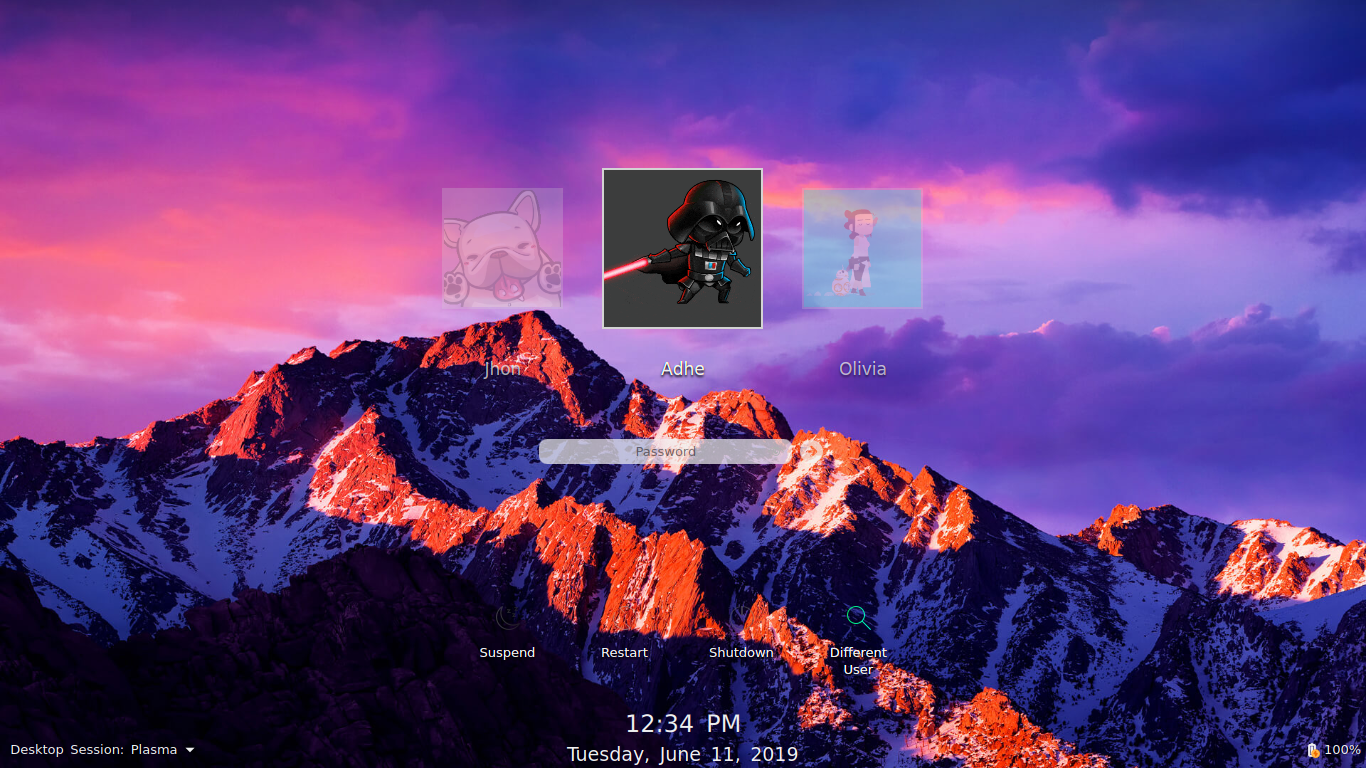 Jhon
Adhe
Olivia
Password
Suspend
Restart
Shutdown
Different
User
12:34 PM
Tuesday, June 11, 2019
Desktop Session: Plasma
100%